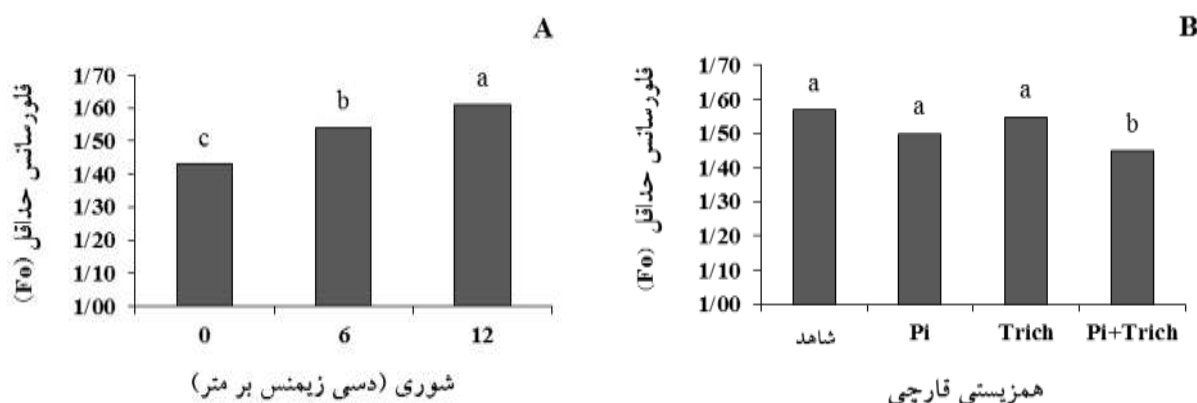 A
فلورسانس حداقل (Fo)
1/70
1/60
1/50
1/40
1/30
1/20
1/10
1/00
c
b
a
0 6 12
شوری (دسی زیمنس بر متر)
B
فلورسانس حداقل (Fo)
1/70
1/60
1/50
1/40
1/30
1/20
1/10
1/00
a
a
a
b
شاهد Pi Trich Pi+Trich
همزیستی قارچی